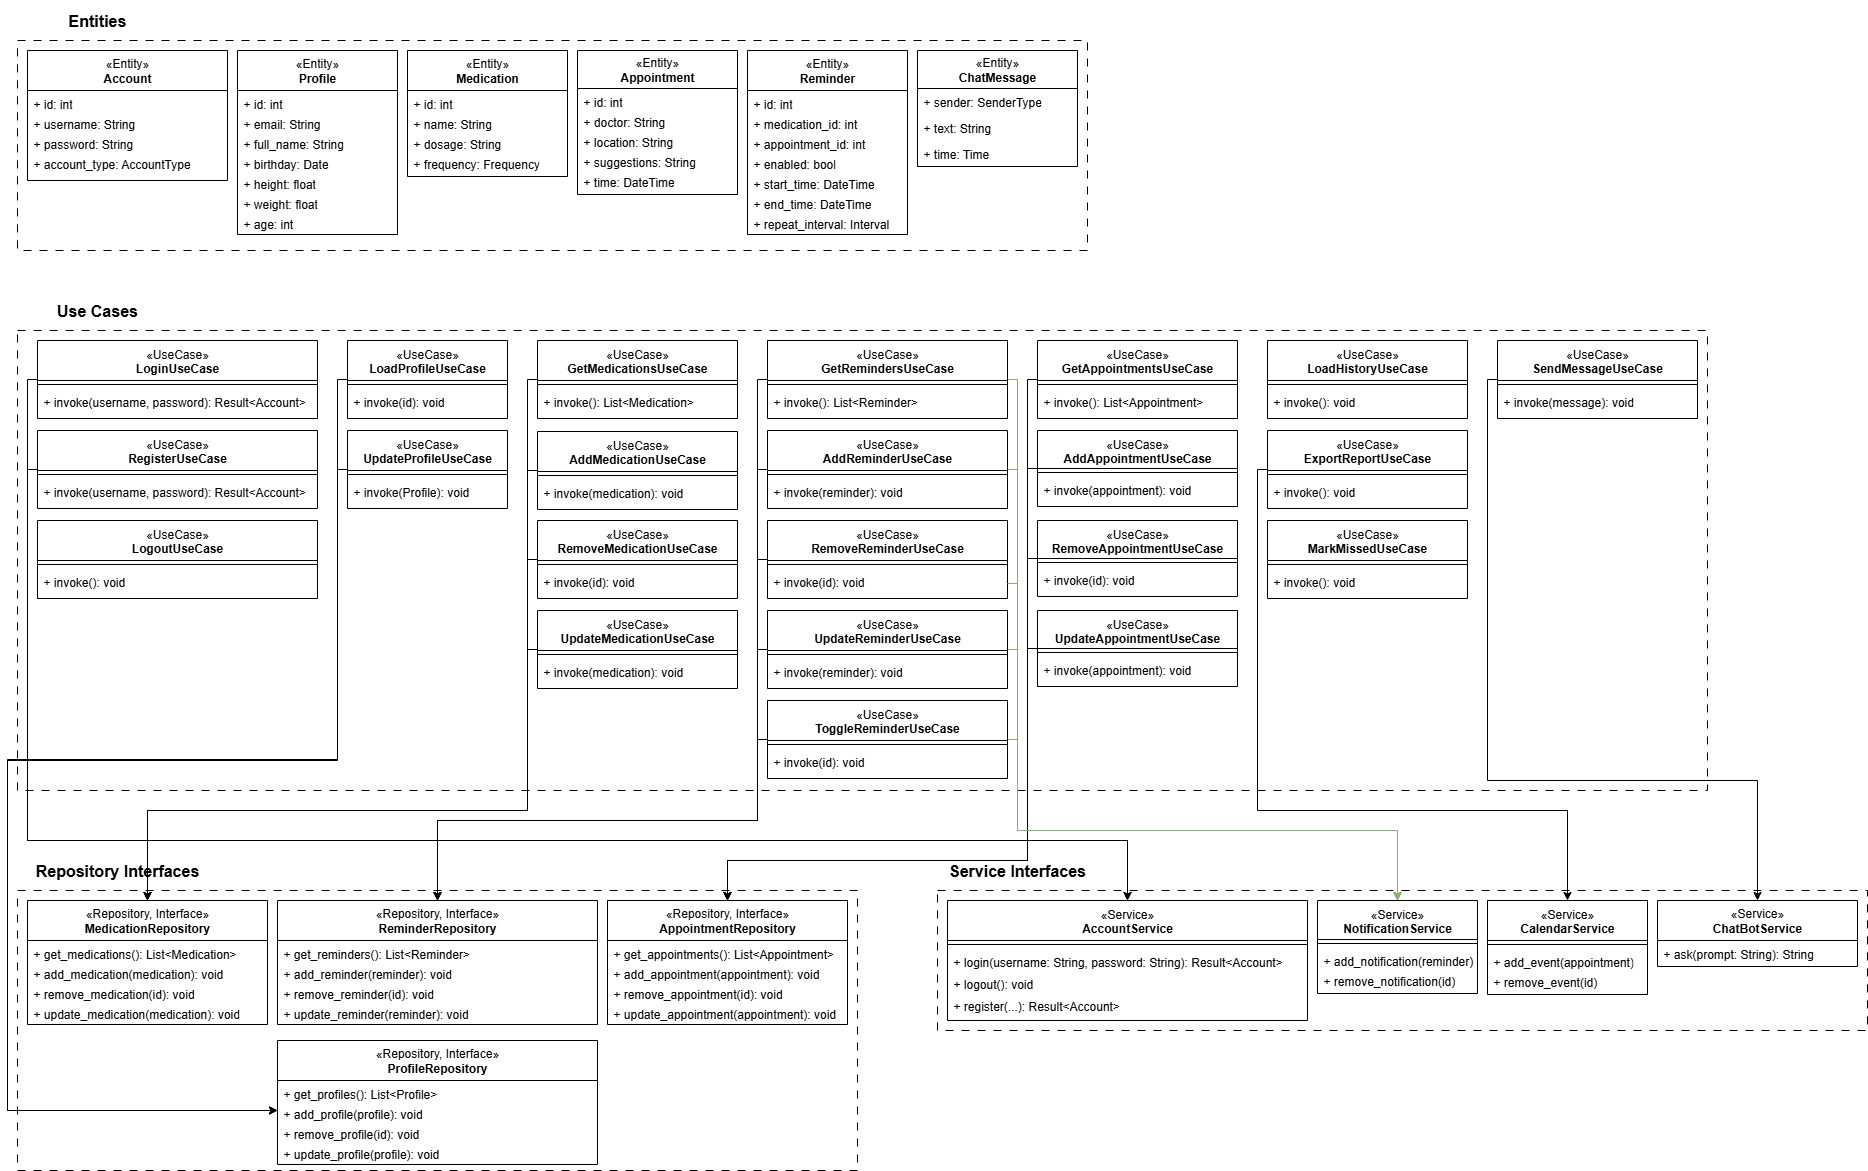 Entities
«Entity»
Account
+ id: int
+ username: String
+ password: String
+ account_type: AccountType
«Entity»
Profile
+ id: int
+ email: String
+ full_name: String
+ birthday: Date
+ height: float
+ weight: float
+ age: int
«Entity»
Medication
+ id: int
+ name: String
+ dosage: String
+ frequency: Frequency
«Entity»
Appointment
+ id: int
+ doctor: String
+ location: String
+ suggestions: String
+ time: DateTime
«Entity»
Reminder
+ id: int
+ medication_id: int
+ appointment_id: int
+ enabled: bool
+ start_time: DateTime
+ end_time: DateTime
+ repeat_interval: Interval
«Entity»
ChatMessage
+ sender: SenderType
+ text: String
+ time: Time
Use Cases
«UseCase»
LoginUseCase
+ invoke(username, password): Result<Account>
«UseCase»
RegisterUseCase
+ invoke(username, password): Result<Account>
«UseCase»
LogoutUseCase
+ invoke(): void
«UseCase»
LoadProfileUseCase
+ invoke(id): void
«UseCase»
UpdateProfileUseCase
+ invoke(Profile): void
«UseCase»
GetMedicationsUseCase
+ invoke(): List<Medication>
«UseCase»
AddMedicationUseCase
+ invoke(medication): void
«UseCase»
RemoveMedicationUseCase
+ invoke(id): void
«UseCase»
UpdateMedicationUseCase
+ invoke(medication): void
«UseCase»
GetRemindersUseCase
+ invoke(): List<Reminder>
«UseCase»
AddReminderUseCase
+ invoke(reminder): void
«UseCase»
RemoveReminderUseCase
+ invoke(id): void
«UseCase»
UpdateReminderUseCase
+ invoke(reminder): void
«UseCase»
ToggleReminderUseCase
+ invoke(id): void
«UseCase»
GetAppointmentsUseCase
+ invoke(): List<Appointment>
«UseCase»
AddAppointmentUseCase
+ invoke(appointment): void
«UseCase»
RemoveAppointmentUseCase
+ invoke(id): void
«UseCase»
UpdateAppointmentUseCase
+ invoke(appointment): void
«UseCase»
LoadHistoryUseCase
+ invoke(): void
«UseCase»
ExportReportUseCase
+ invoke(): void
«UseCase»
MarkMissedUseCase
+ invoke(): void
«UseCase»
SendMessageUseCase
+ invoke(message): void
Repository Interfaces
«Repository, Interface»
MedicationRepository
+ get_medications(): List<Medication>
+ add_medication(medication): void
+ remove_medication(id): void
+ update_medication(medication): void
«Repository, Interface»
ReminderRepository
+ get_reminders(): List<Reminder>
+ add_reminder(reminder): void
+ remove_reminder(id): void
+ update_reminder(reminder): void
«Repository, Interface»
AppointmentRepository
+ get_appointments(): List<Appointment>
+ add_appointment(appointment): void
+ remove_appointment(id): void
+ update_appointment(appointment): void
«Repository, Interface»
ProfileRepository
+ get_profiles(): List<Profile>
+ add_profile(profile): void
+ remove_profile(id): void
+ update_profile(profile): void
Service Interfaces
«Service»
AccountService
+ login(username: String, password: String): Result<Account>
+ logout(): void
+ register(...): Result<Account>
«Service»
NotificationService
+ add_notification(reminder)
+ remove_notification(id)
«Service»
CalendarService
+ add_event(appointment)
+ remove_event(id)
«Service»
ChatBotService
+ ask(prompt: String): String